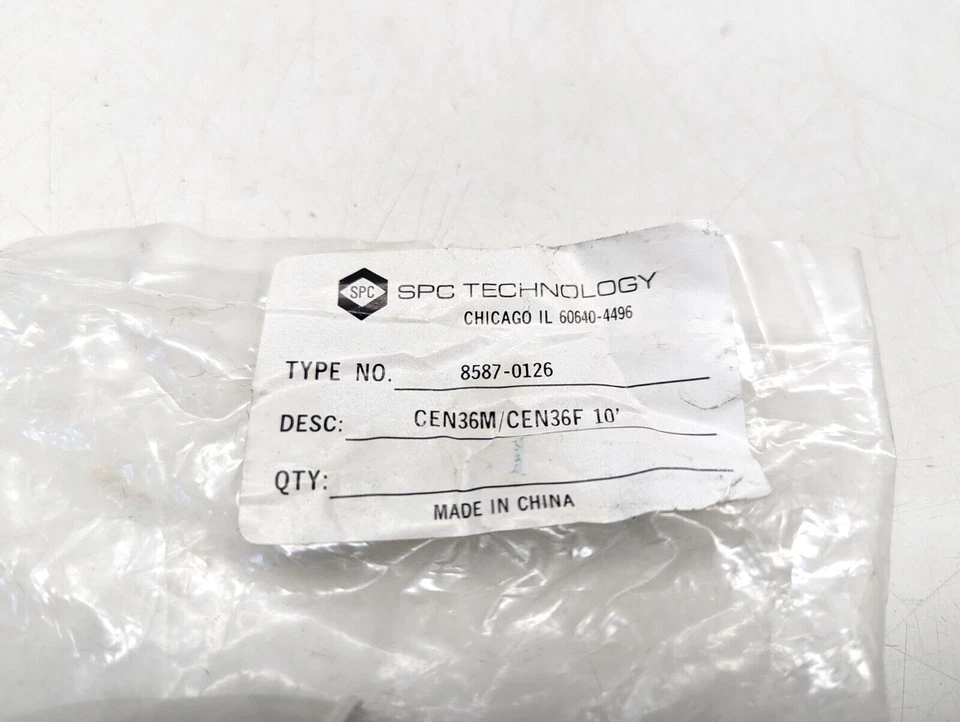 SPC SPC TECHNOLOGY
CHICAGO IL 60640-4496
TYPE NO. 8587-0126
DESC: CEN36M/CEN36F 10'
QTY: 1
MADE IN CHINA